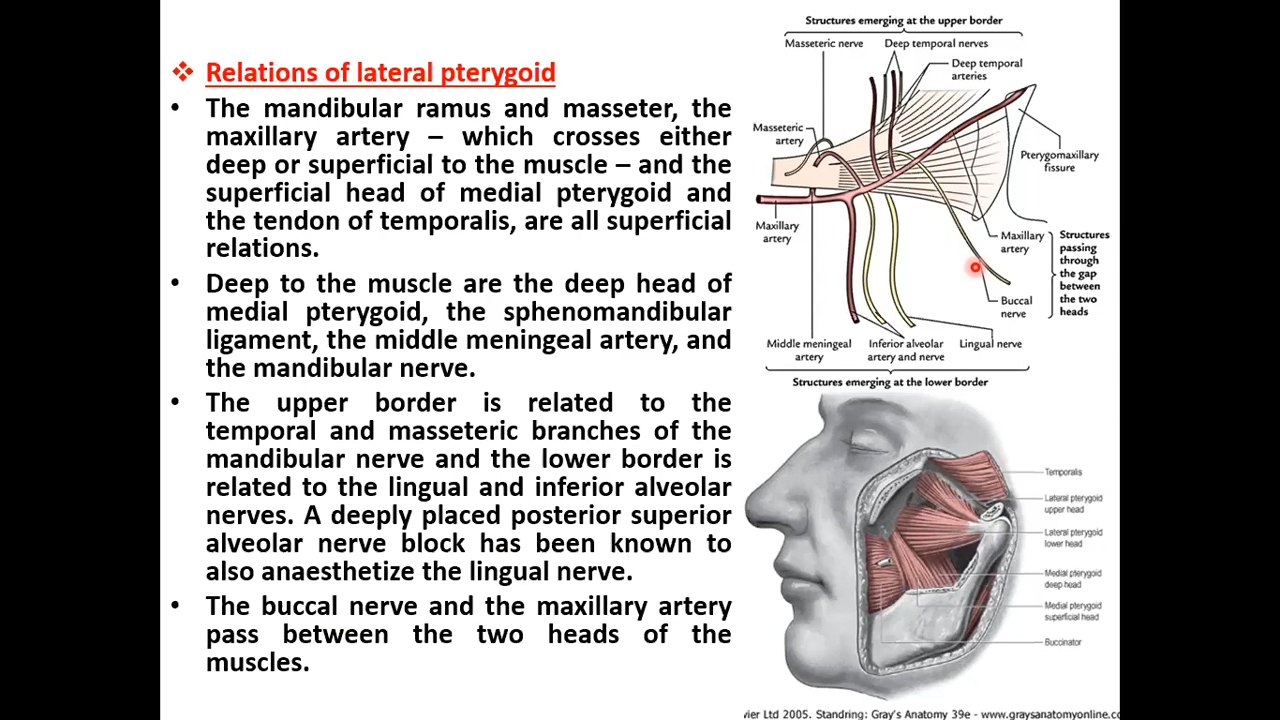 ❖ Relations of lateral pterygoid
• The mandibular ramus and masseter, the
maxillary artery – which crosses either
deep or superficial to the muscle – and the
superficial head of medial pterygoid and
the tendon of temporalis, are all superficial
relations.
• Deep to the muscle are the deep head of
medial pterygoid, the sphenomandibular
ligament, the middle meningeal artery, and
the mandibular nerve.
• The upper border is related to the
temporal and masseteric branches of the
mandibular nerve and the lower border is
related to the lingual and inferior alveolar
nerves. A deeply placed posterior superior
alveolar nerve block has been known to
also anaesthetize the lingual nerve.
• The buccal nerve and the maxillary artery
pass between the two heads of the
muscles.
Structures emerging at the upper border
Masseteric nerve
Deep temporal nerves
Deep temporal
arteries
Masseteric
artery
Pterygomaxillary
fissure
Maxillary
artery
Maxillary
artery
Structures
passing
through
the gap
between
the two
heads
Buccal
nerve
Middle meningeal
artery
Inferior alveolar
artery and nerve
Lingual nerve
Structures emerging at the lower border
Temporalis
Lateral pterygoid
upper head
Lateral pterygoid
lower head
Medial pterygoid
deep head
Medial pterygoid
superficial head
Buccinator
vier Ltd 2005. Standring: Gray's Anatomy 39e - www.graysanatomyonline.co